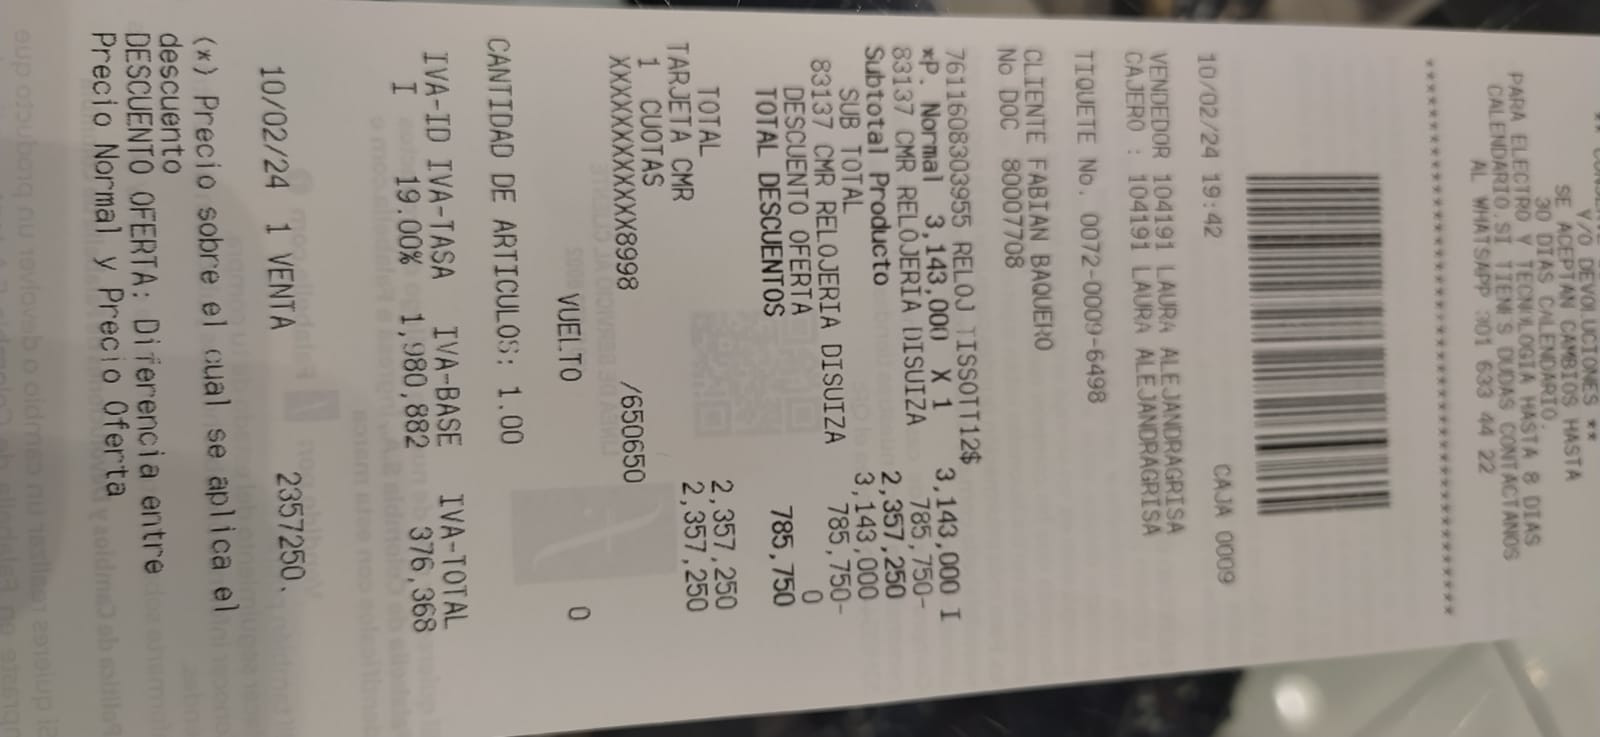 Y/O DEVOLUCIONES **
SE ACEPTAN CAMBIOS HASTA
30 DIAS CALENDARIO.
PARA ELECTRO Y TECNOLOGIA HASTA 8 DIAS
CALENDARIO.SI TIENES DUDAS CONTACTANOS
AL WHATSAPP 301 633 44 22
10/02/24 19:42 CAJA 0009
VENDEDOR 104191 LAURA ALEJANDRAGRISA
CAJERO : 104191 LAURA ALEJANDRAGRISA
TIQUETE No. 0072-0009-6498
CLIENTE FABIAN BAQUERO
No DOC 80007708
7611608303955 RELOJ TISSOTT12$ 3,143,000 I
*P. Normal 3,143,000 X 1
83137 CMR RELOJERIA DISUIZA 785,750-
Subtotal Producto 2,357,250
SUB TOTAL 3,143,000
83137 CMR RELOJERIA DISUIZA 785,750-
DESCUENTO OFERTA 0
TOTAL DESCUENTOS 785,750
TOTAL 2,357,250
TARJETA CMR 2,357,250
1 CUOTAS
/650650
VUELTO 0
CANTIDAD DE ARTICULOS: 1.00
IVA-ID IVA-TASA IVA-BASE IVA-TOTAL
I 19.00% 1,980,882 376,368
10/02/24 1 VENTA 2357250.
(*) Precio sobre el cual se aplica el
descuento
DESCUENTO OFERTA: Diferencia entre
Precio Normal y Precio Oferta